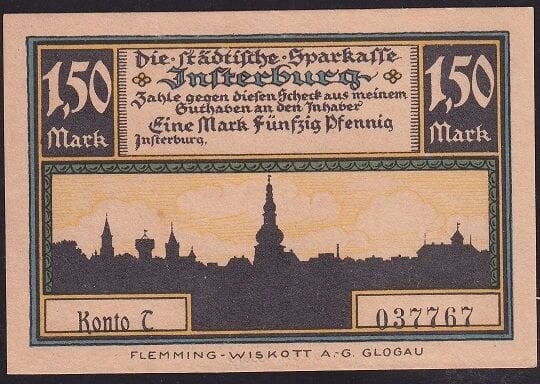 1,50
Mark
Die städtische Sparkasse
Insterburg
Zahle gegen diesen Scheck aus meinem
Guthaben an den Inhaber
Eine Mark Fünfzig Pfennig
Insterburg,
1,50
Mark
Konto T
037767
FLEMMING-WISKOTT A.-G. GLOGAU